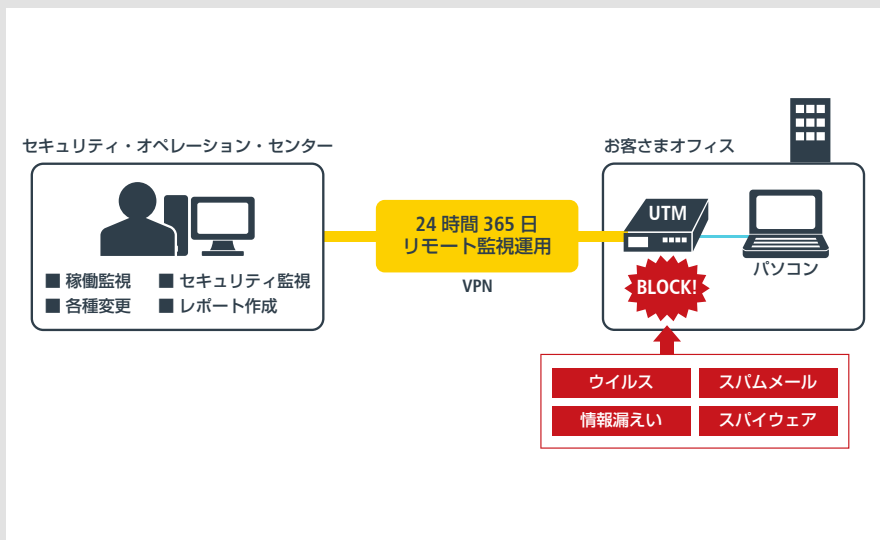 セキュリティ・オペレーション・センター
■ 稼働監視 ■ セキュリティ監視
■ 各種変更 ■ レポート作成
24 時間 365 日
リモート監視運用
VPN
お客さまオフィス
UTM
パソコン
BLOCK!
ウイルス スパムメール
情報漏えい スパイウェア